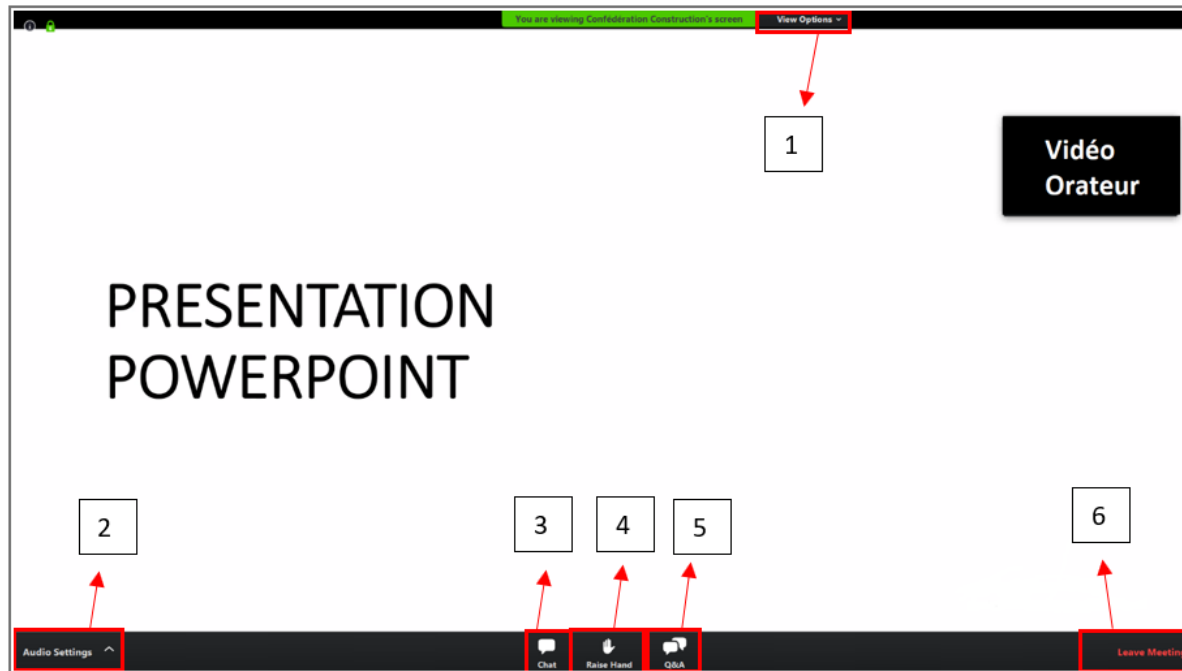 You are viewing Confédération Construction's screen View Options
1
Vidéo
Orateur
PRESENTATION
POWERPOINT
2
3
4
5
6
Audio Settings
Chat
Raise Hand
Q&A
Leave Meeting